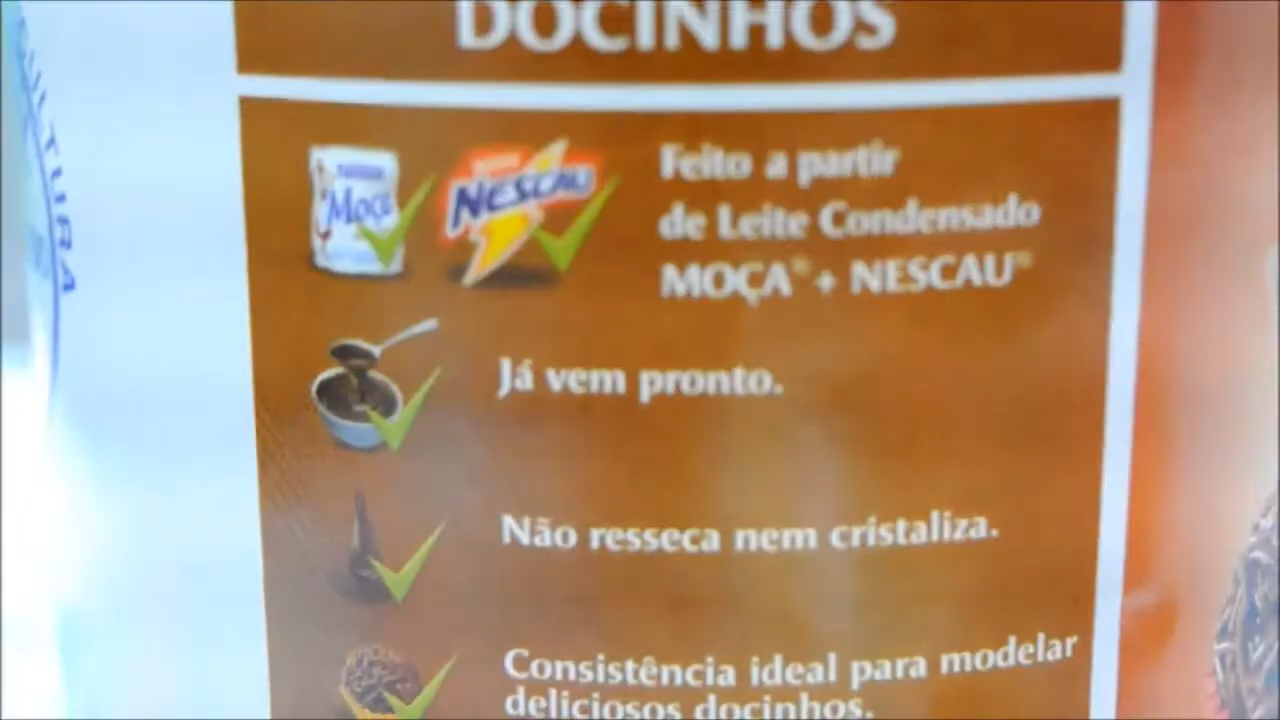 DOCINHOS
ULTURA
Moça
NESCAU
Feito a partir
de Leite Condensado
MOÇA® + NESCAU®
Já vem pronto.
Não resseca nem cristaliza.
Consistência ideal para modelar
deliciosos docinhos.